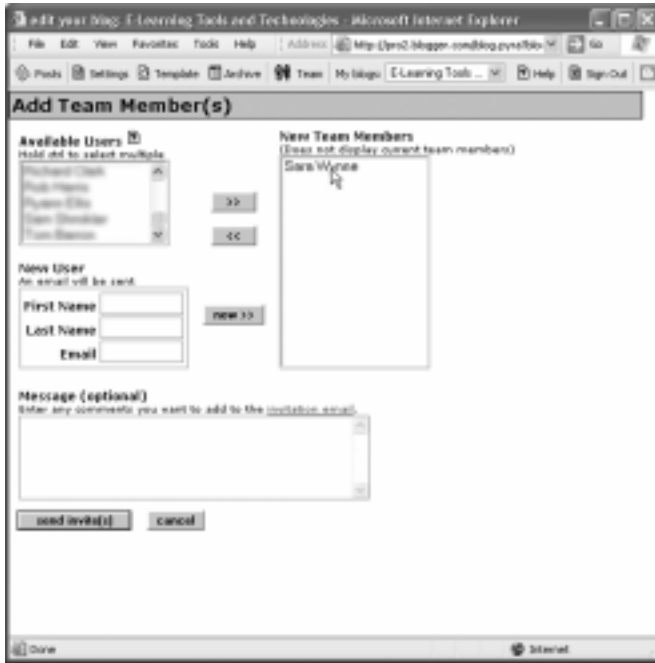 edit your blog: E-Learning Tools and Technologies - Microsoft Internet Explorer
File Edit View Favorites Tools Help Address Go
Posts Settings Template Archive Team My blogs: E-Learning Tools ... Help Sign Out
Add Team Member(s)
Available Users
Hold ctrl to select multiple
>>
<<
New Team Members
(Does not display current team members)
Sara Wynne
New User
An email will be sent
First Name
Last Name
Email
new >>
Message (optional)
Enter any comments you want to add to the invitation email.
send invite(s) cancel
Done Internet